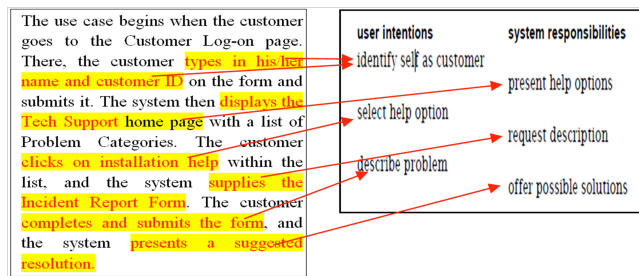 The use case begins when the customer
goes to the Customer Log-on page.
There, the customer types in his/her
name and customer ID on the form and
submits it. The system then displays the
Tech Support home page with a list of
Problem Categories. The customer
clicks on installation help within the
list, and the system supplies the
Incident Report Form. The customer
completes and submits the form, and
the system presents a suggested
resolution.
user intentions
system responsibilities
identify self as customer
present help options
select help option
request description
describe problem
offer possible solutions